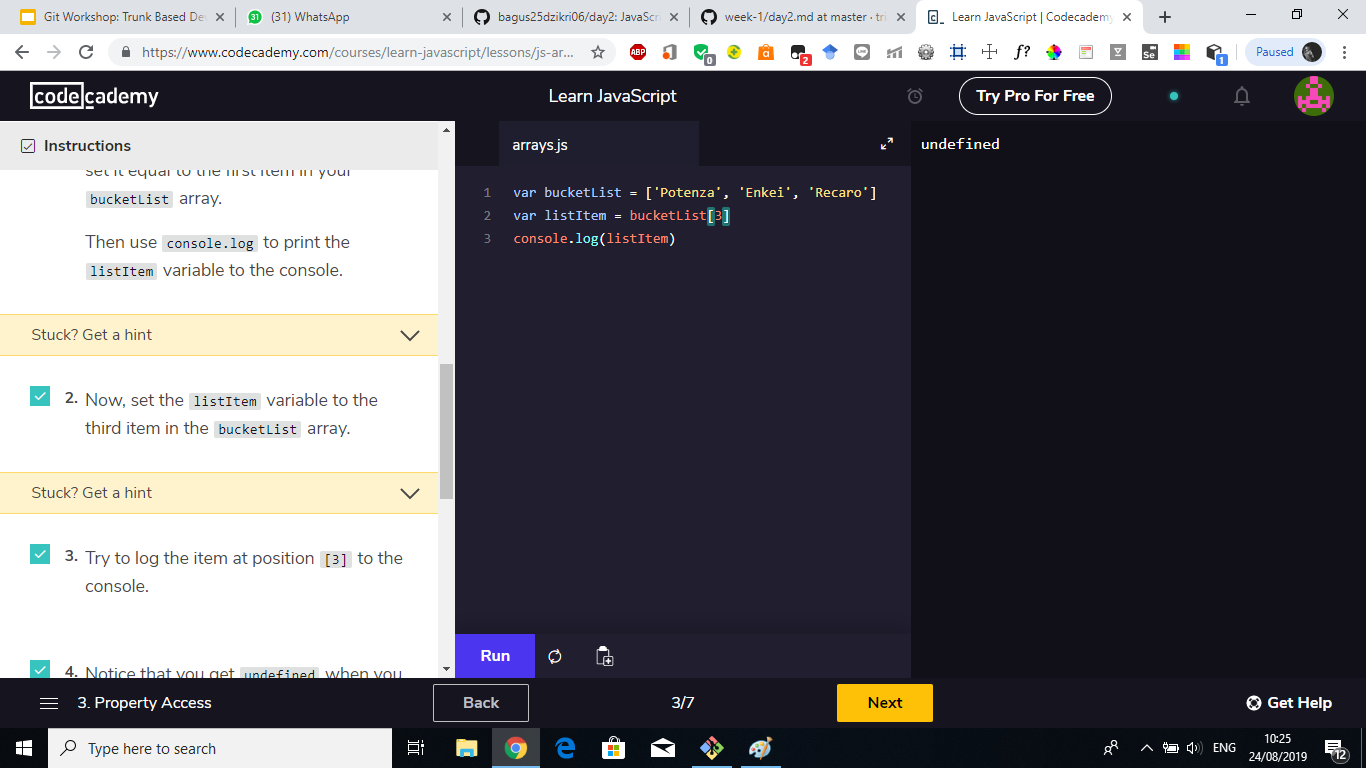 Git Workshop: Trunk Based De
(31) WhatsApp
bagus25dzikri06/day2: JavaScri
week-1/day2.md at master · tri
Learn JavaScript | Codecademy
https://www.codecademy.com/courses/learn-javascript/lessons/js-ar...
Paused
codecademy
Learn JavaScript
Try Pro For Free
Instructions
set it equal to the first item in your
bucketList array.
Then use console.log to print the
listItem variable to the console.
Stuck? Get a hint
2. Now, set the listItem variable to the
third item in the bucketList array.
Stuck? Get a hint
3. Try to log the item at position [3] to the
console.
4. Notice that you get undefined when you
arrays.js
1 var bucketList = ['Potenza', 'Enkei', 'Recaro']
2 var listItem = bucketList[3]
3 console.log(listItem)
undefined
Run
3. Property Access
Back
3/7
Next
Get Help
Type here to search
ENG
10:25
24/08/2019
12